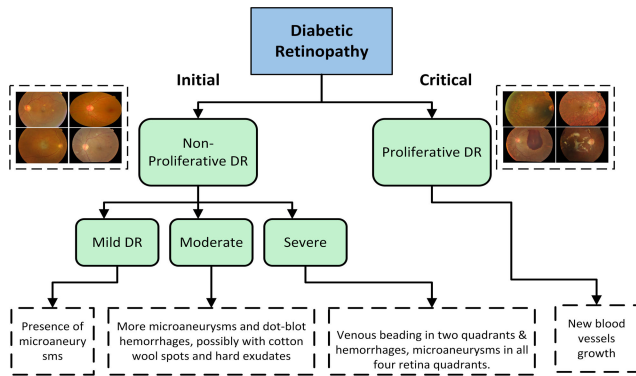 Diabetic
Retinopathy
Initial
Critical
Non-
Proliferative DR
Proliferative DR
Mild DR
Moderate
Severe
Presence of
microaneury
sms
More microaneurysms and dot-blot
hemorrhages, possibly with cotton
wool spots and hard exudates
Venous beading in two quadrants &
hemorrhages, microaneurysms in all
four retina quadrants.
New blood
vessels
growth